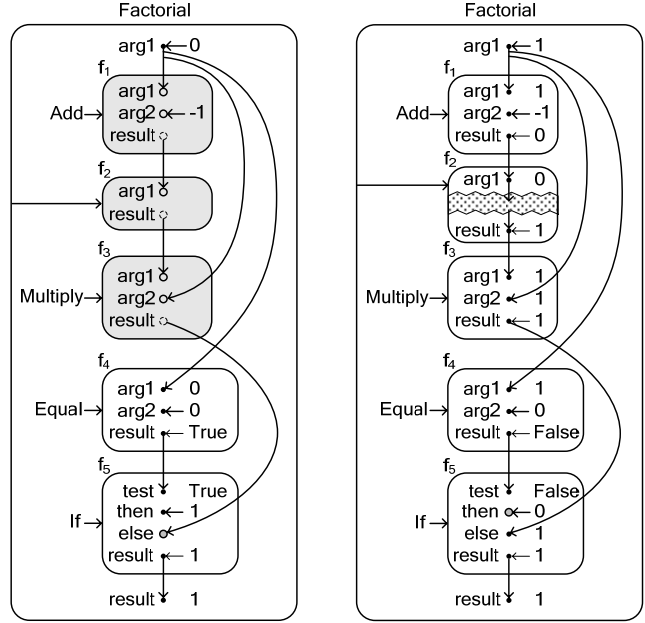 Factorial
arg1 0
f1
arg1
Add arg2 -1
result
f2
arg1
result
f3
arg1
Multiply arg2
result
f4
arg1 0
Equal arg2 0
result True
f5
test True
then 1
If else
result 1
result 1
Factorial
arg1 1
f1
arg1 1
Add arg2 -1
result 0
f2
arg1 0
result 1
f3
arg1 1
Multiply arg2 1
result 1
f4
arg1 1
Equal arg2 0
result False
f5
test False
then 0
If else 1
result 1
result 1